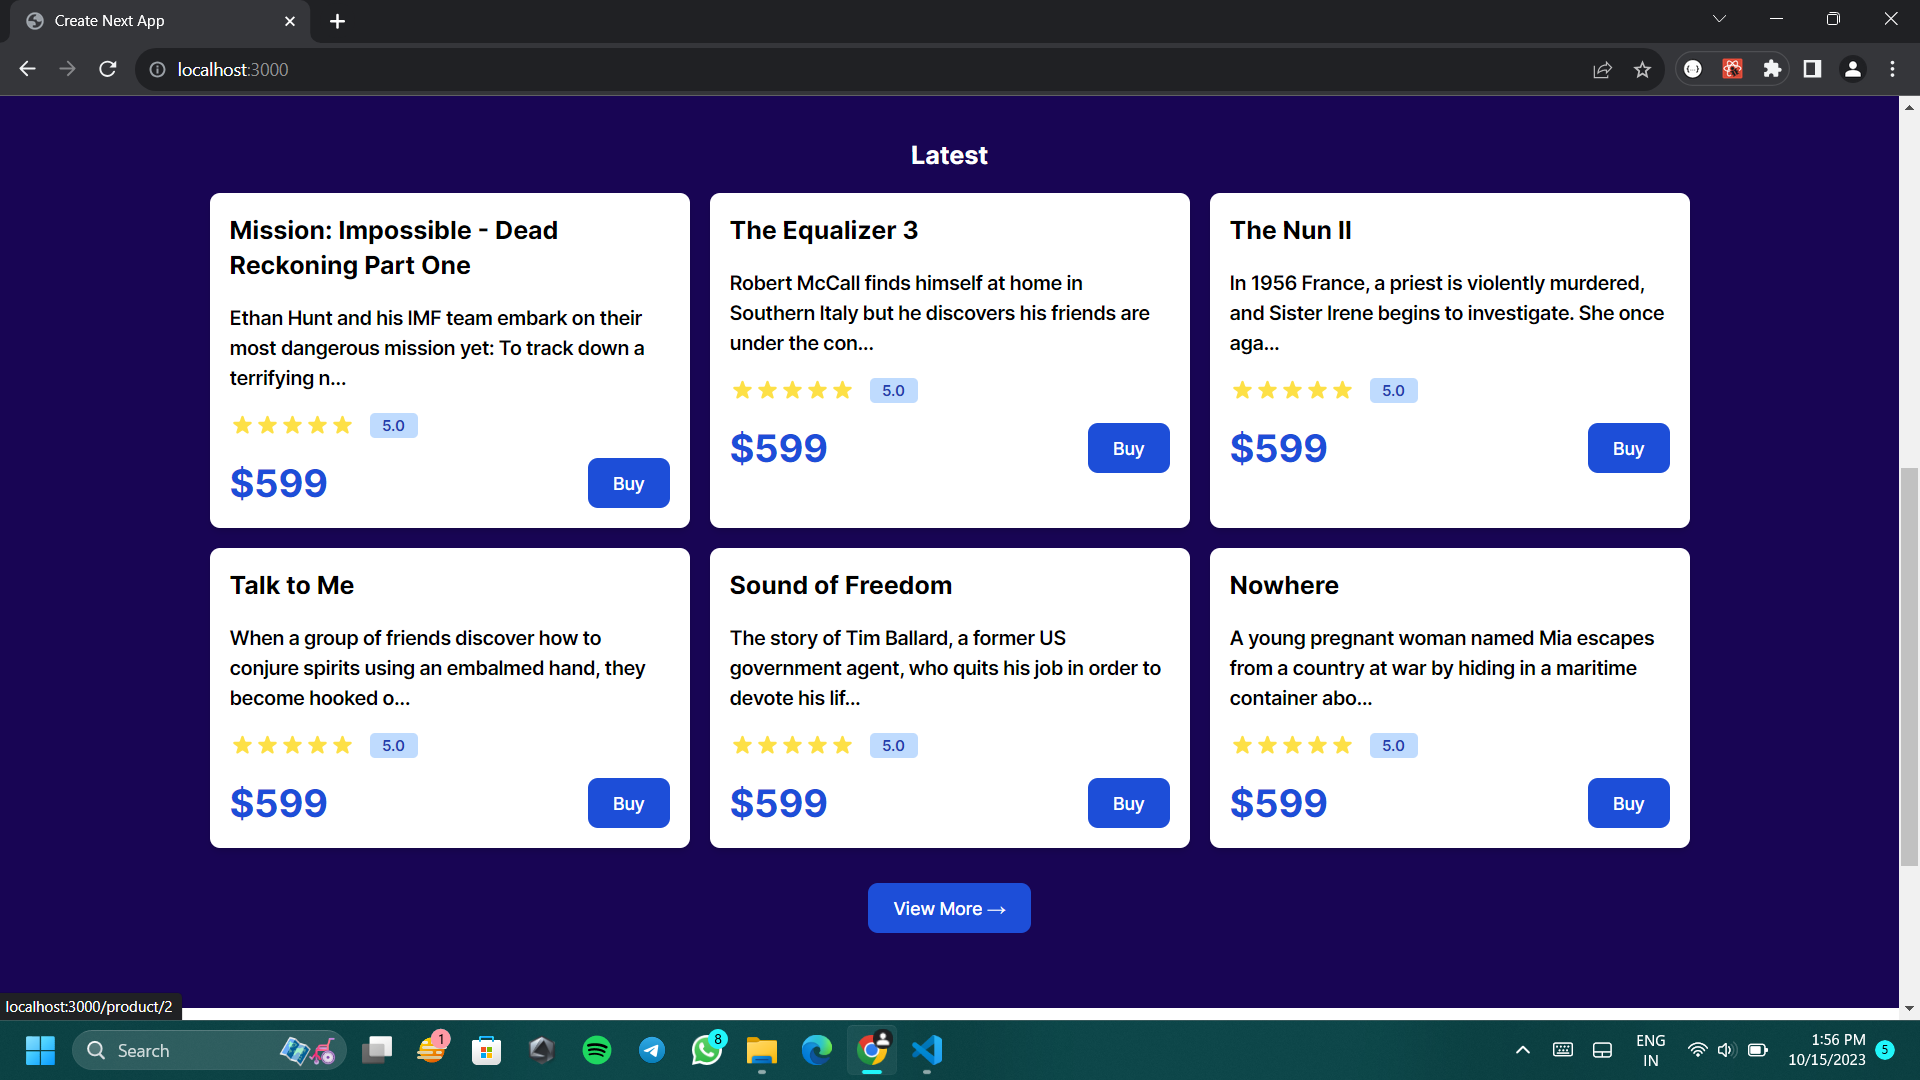 Create Next App
localhost:3000
Latest
Mission: Impossible - Dead
Reckoning Part One
Ethan Hunt and his IMF team embark on their
most dangerous mission yet: To track down a
terrifying n...
5.0
$599
Buy
The Equalizer 3
Robert McCall finds himself at home in
Southern Italy but he discovers his friends are
under the con...
5.0
$599
Buy
The Nun II
In 1956 France, a priest is violently murdered,
and Sister Irene begins to investigate. She once
aga...
5.0
$599
Buy
Talk to Me
When a group of friends discover how to
conjure spirits using an embalmed hand, they
become hooked o...
5.0
$599
Buy
Sound of Freedom
The story of Tim Ballard, a former US
government agent, who quits his job in order to
devote his lif...
5.0
$599
Buy
Nowhere
A young pregnant woman named Mia escapes
from a country at war by hiding in a maritime
container abo...
5.0
$599
Buy
View More →
localhost:3000/product/2
Search
1
8
ENG
IN
1:56 PM
10/15/2023
5